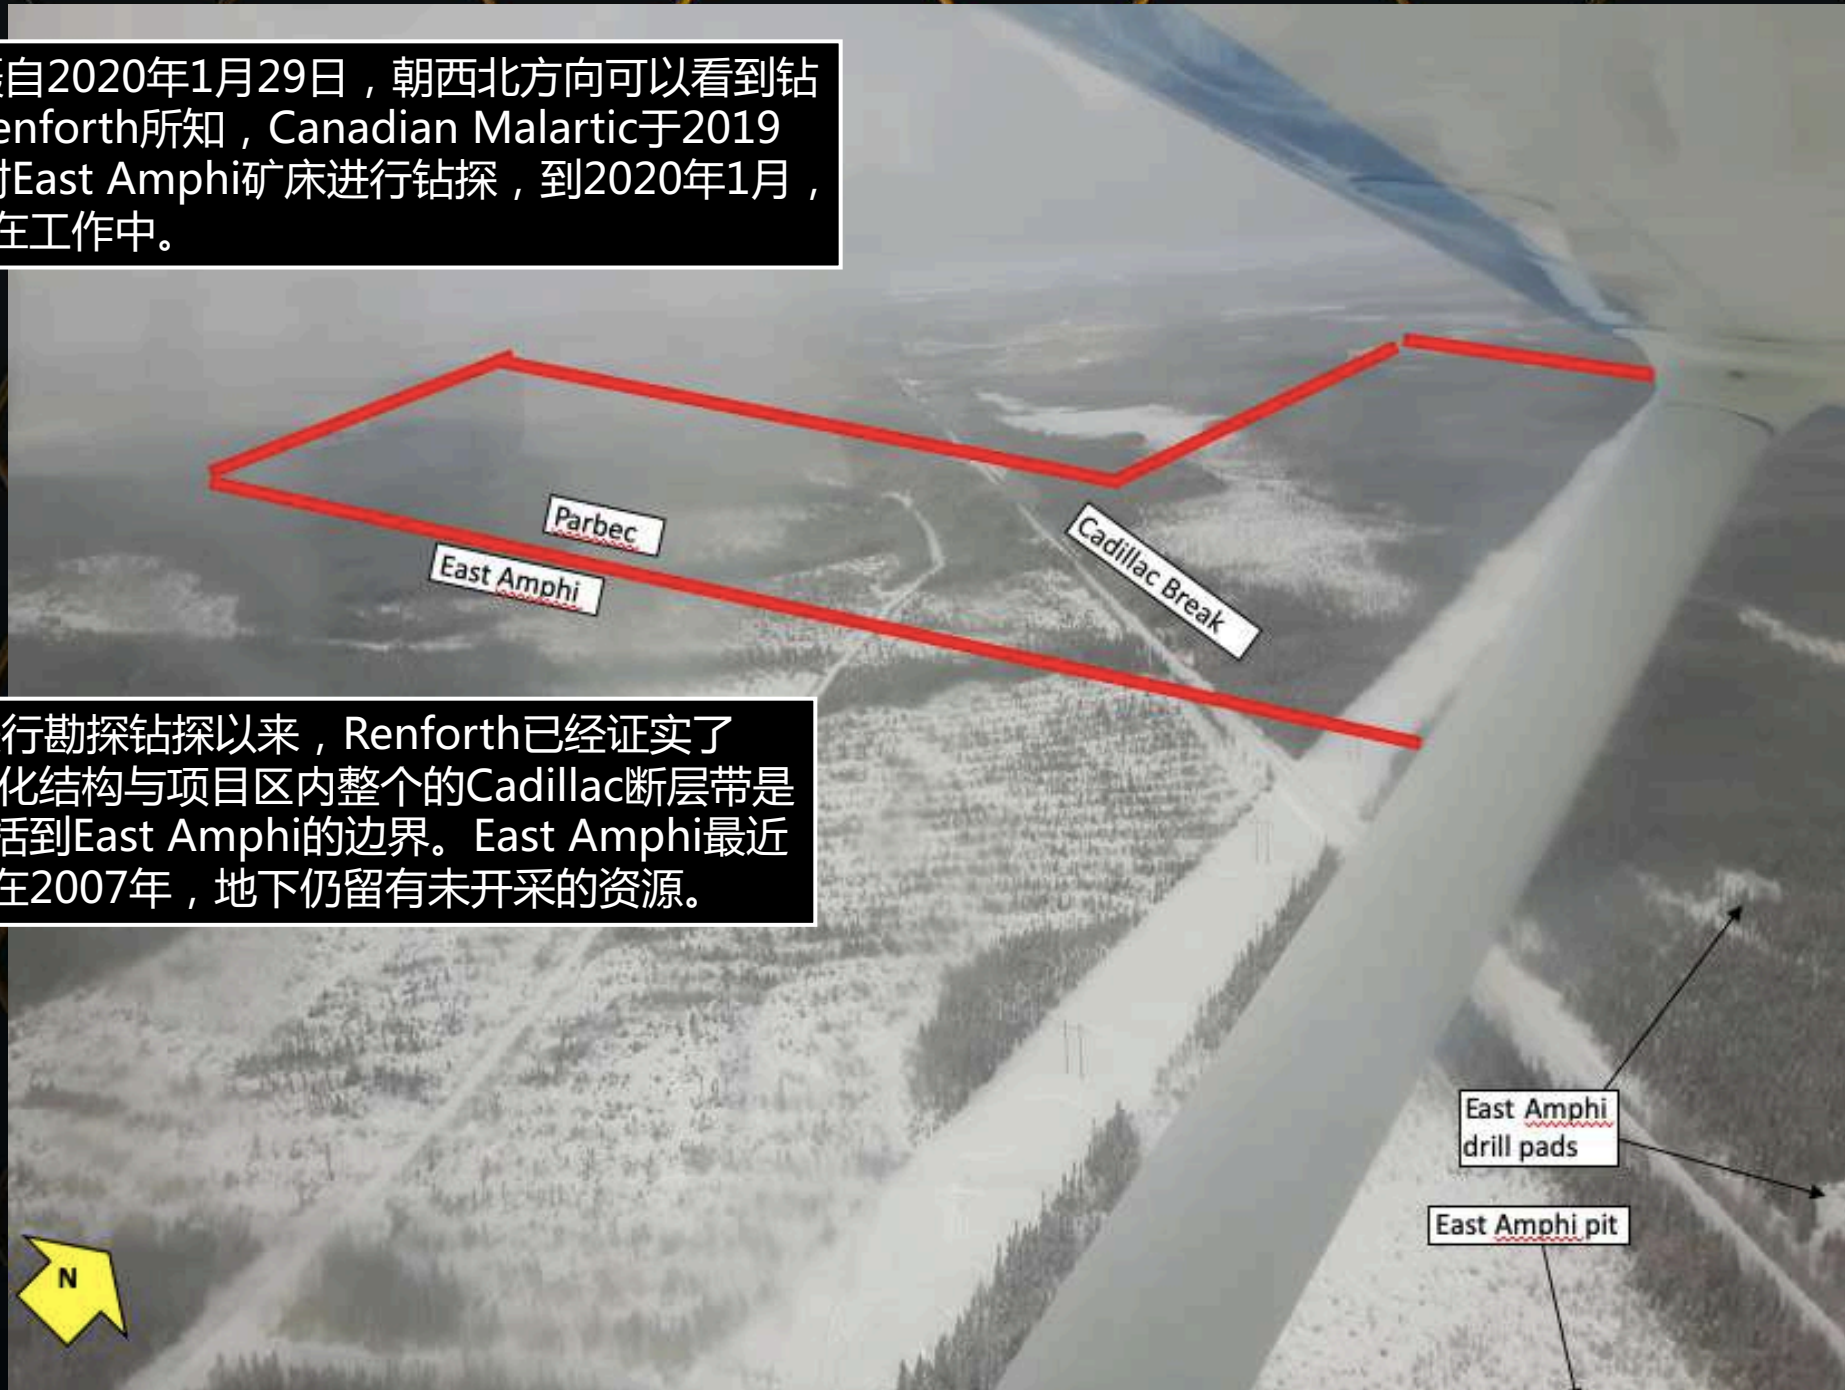 自2020年1月29日，朝西北方向可以看到钻
enforth所知，Canadian Malartic于2019
对East Amphi矿床进行钻探，到2020年1月，
在工作中。
Parbec
East Amphi
Cadillac Break
行勘探钻探以来，Renforth已经证实了
化结构与项目区内整个的Cadillac断层带是
括到East Amphi的边界。East Amphi最近
在2007年，地下仍留有未开采的资源。
East Amphi
drill pads
East Amphi pit
N